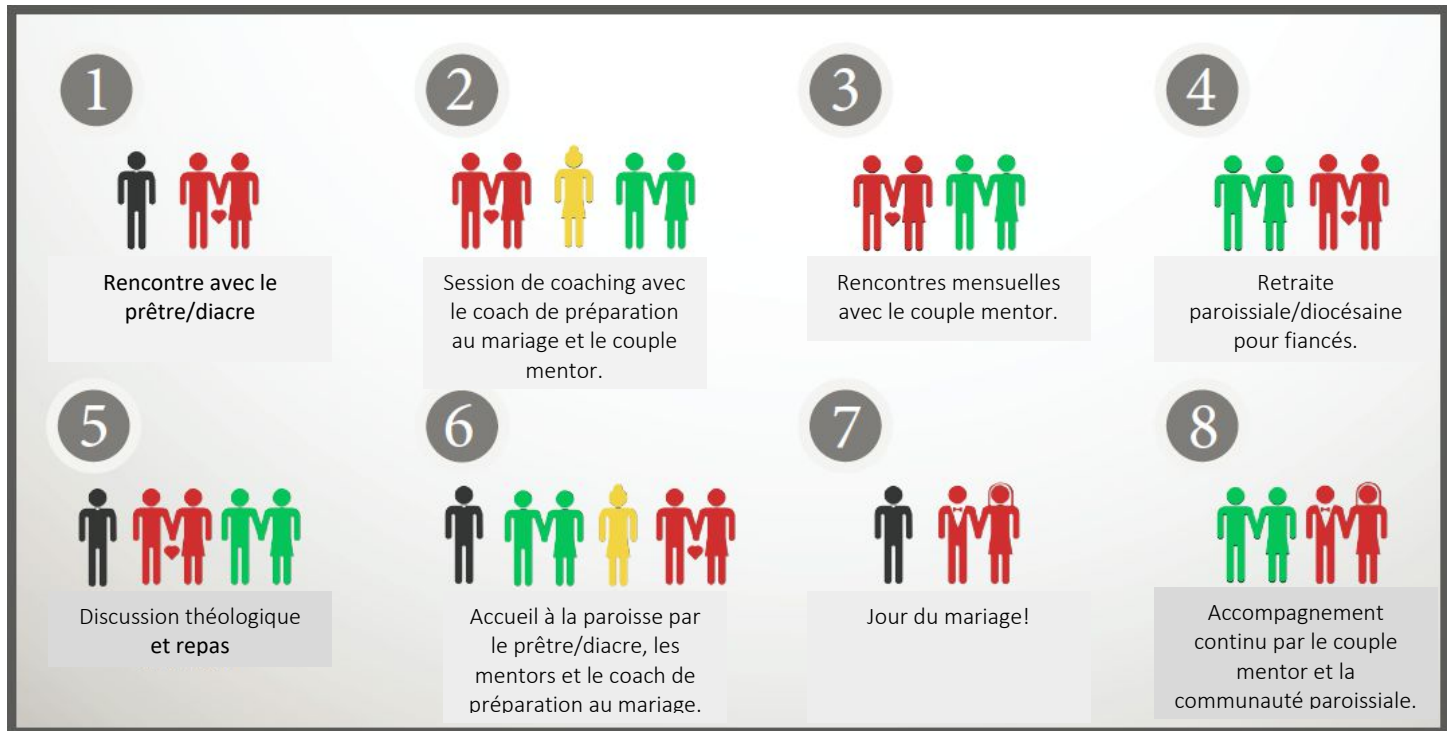 1
Rencontre avec le
prêtre/diacre
2
Session de coaching avec
le coach de préparation
au mariage et le couple
mentor.
3
Rencontres mensuelles
avec le couple mentor.
4
Retraite
paroissiale/diocésaine
pour fiancés.
5
Discussion théologique
et repas
6
Accueil à la paroisse par
le prêtre/diacre, les
mentors et le coach de
préparation au mariage.
7
Jour du mariage!
8
Accompagnement
continu par le couple
mentor et la
communauté paroissiale.